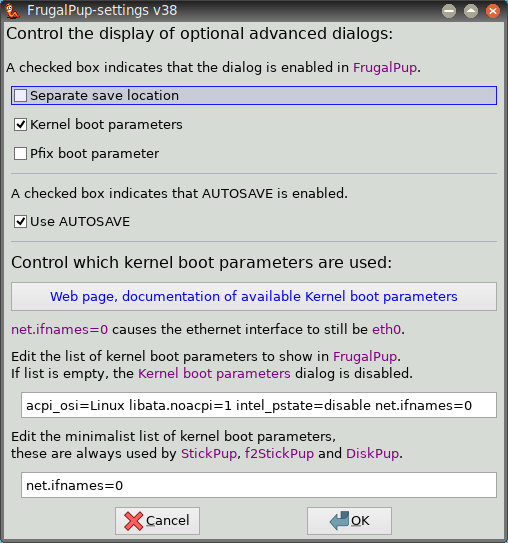 FrugalPup-settings v38
Control the display of optional advanced dialogs:
A checked box indicates that the dialog is enabled in FrugalPup.
Separate save location
Kernel boot parameters
Pfix boot parameter
A checked box indicates that AUTOSAVE is enabled.
Use AUTOSAVE
Control which kernel boot parameters are used:
Web page, documentation of available Kernel boot parameters
net.ifnames=0 causes the ethernet interface to still be eth0.
Edit the list of kernel boot parameters to show in FrugalPup.
If list is empty, the Kernel boot parameters dialog is disabled.
acpi_osi=Linux libata.noacpi=1 intel_pstate=disable net.ifnames=0
Edit the minimalist list of kernel boot parameters,
these are always used by StickPup, f2StickPup and DiskPup.
net.ifnames=0
Cancel OK